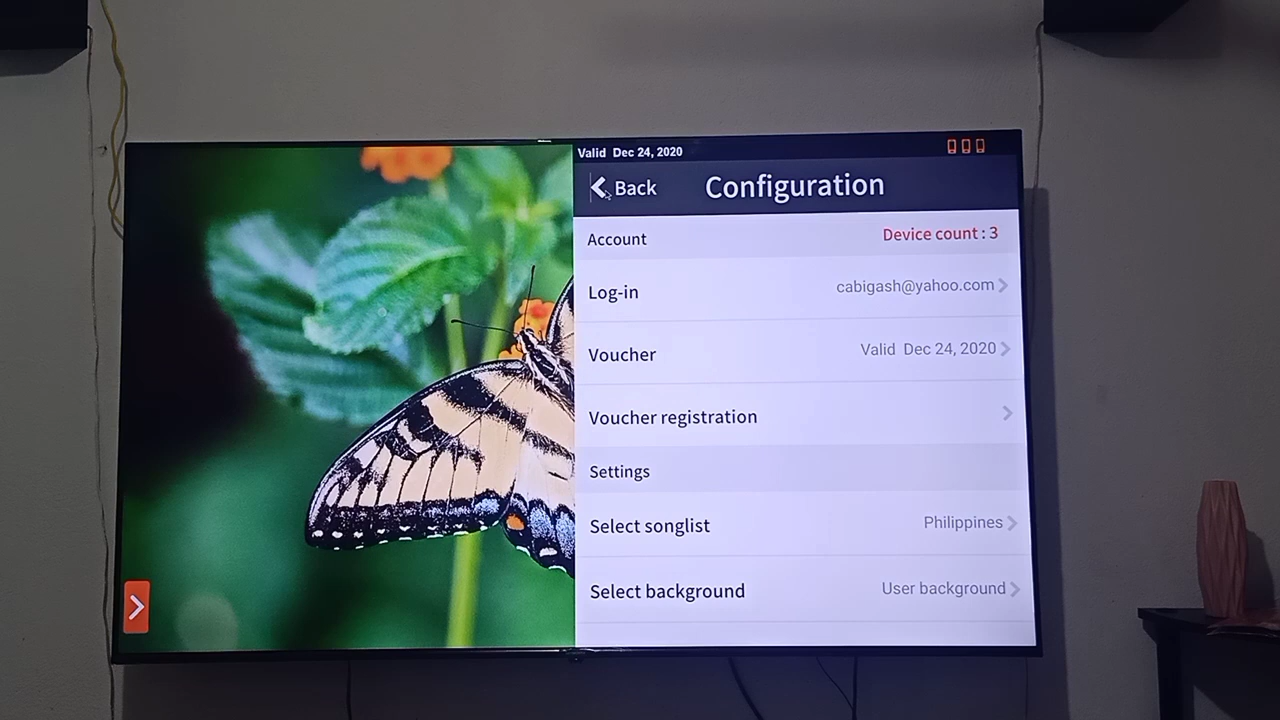 Valid Dec 24, 2020
Back Configuration
Account Device count : 3
Log-in cabigash@yahoo.com
Voucher Valid Dec 24, 2020
Voucher registration
Settings
Select songlist Philippines
Select background User background